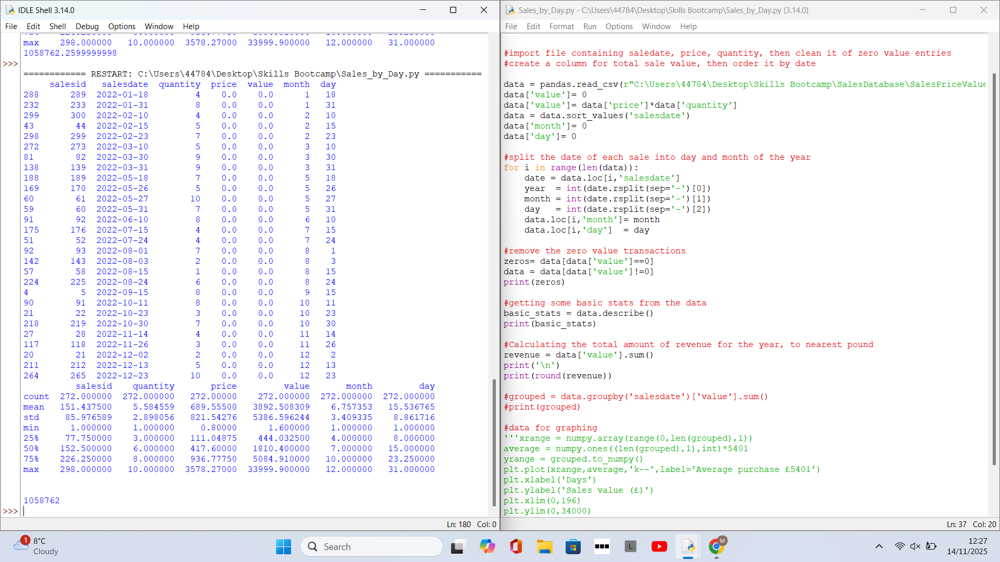 IDLE Shell 3.14.0
File Edit Shell Debug Options Window Help
max 298.000000 10.000000 3578.27000 33999.900000 12.000000 31.000000
1058762.2599999998
>>>
============ RESTART: C:\Users\44784\Desktop\Skills Bootcamp\Sales_by_Day.py ===========
salesid salesdate quantity price value month day
288 289 2022-01-18 4 0.0 0.0 1 18
232 233 2022-01-31 8 0.0 0.0 1 31
299 300 2022-02-10 4 0.0 0.0 2 10
43 44 2022-02-15 5 0.0 0.0 2 15
298 299 2022-02-23 7 0.0 0.0 2 23
272 273 2022-03-10 5 0.0 0.0 3 10
81 82 2022-03-30 9 0.0 0.0 3 30
138 139 2022-03-31 9 0.0 0.0 3 31
188 189 2022-05-18 7 0.0 0.0 5 18
169 170 2022-05-26 5 0.0 0.0 5 26
60 61 2022-05-27 10 0.0 0.0 5 27
59 60 2022-05-31 7 0.0 0.0 5 31
91 92 2022-06-10 8 0.0 0.0 6 10
175 176 2022-07-15 4 0.0 0.0 7 15
51 52 2022-07-24 4 0.0 0.0 7 24
92 93 2022-08-01 7 0.0 0.0 8 1
142 143 2022-08-03 2 0.0 0.0 8 3
57 58 2022-08-15 1 0.0 0.0 8 15
224 225 2022-08-24 6 0.0 0.0 8 24
4 5 2022-09-15 8 0.0 0.0 9 15
90 91 2022-10-11 8 0.0 0.0 10 11
21 22 2022-10-23 3 0.0 0.0 10 23
218 219 2022-10-30 7 0.0 0.0 10 30
27 28 2022-11-14 4 0.0 0.0 11 14
117 118 2022-11-26 3 0.0 0.0 11 26
20 21 2022-12-02 2 0.0 0.0 12 2
211 212 2022-12-13 5 0.0 0.0 12 13
264 265 2022-12-23 10 0.0 0.0 12 23
salesid quantity price value month day
count 272.000000 272.000000 272.00000 272.000000 272.000000 272.000000
mean 151.437500 5.584559 689.55500 3892.508309 6.757353 15.536765
std 85.976589 2.898056 821.54276 5386.596244 3.409335 8.861716
min 1.000000 1.000000 0.80000 1.600000 1.000000 1.000000
25% 77.750000 3.000000 111.04875 444.032500 4.000000 8.000000
50% 152.500000 6.000000 417.60000 1810.400000 7.000000 15.000000
75% 226.250000 8.000000 936.77750 5084.910000 10.000000 23.250000
max 298.000000 10.000000 3578.27000 33999.900000 12.000000 31.000000
1058762
>>>
Ln: 180 Col: 0
Sales_by_Day.py - C:\Users\44784\Desktop\Skills Bootcamp\Sales_by_Day.py (3.14.0)
File Edit Format Run Options Window Help
#import file containing saledate, price, quantity, then clean it of zero value entries
#create a column for total sale value, then order it by date
data = pandas.read_csv(r"C:\Users\44784\Desktop\Skills Bootcamp\SalesDatabase\SalesPriceValue
data['value']= 0
data['value']= data['price']*data['quantity']
data = data.sort_values('salesdate')
data['month']= 0
data['day']= 0
#split the date of each sale into day and month of the year
for i in range(len(data)):
date = data.loc[i,'salesdate']
year = int(date.rsplit(sep='-')[0])
month = int(date.rsplit(sep='-')[1])
day = int(date.rsplit(sep='-')[2])
data.loc[i,'month']= month
data.loc[i,'day'] = day
#remove the zero value transactions
zeros= data[data['value']==0]
data = data[data['value']!=0]
print(zeros)
#getting some basic stats from the data
basic_stats = data.describe()
print(basic_stats)
#Calculating the total amount of revenue for the year, to nearest pound
revenue = data['value'].sum()
print('\n')
print(round(revenue))
#grouped = data.groupby('salesdate')['value'].sum()
#print(grouped)
#data for graphing
'''xrange = numpy.array(range(0,len(grouped),1))
average = numpy.ones((len(grouped),1),int)*5401
yrange = grouped.to_numpy()
plt.plot(xrange,average,'k--',label='Average purchase £5401')
plt.xlabel('Days')
plt.ylabel('Sales value (£)')
plt.xlim(0,196)
plt.ylim(0,34000)
Ln: 37 Col: 20
1
8°C
Cloudy
Search
L
M
12:27
14/11/2025